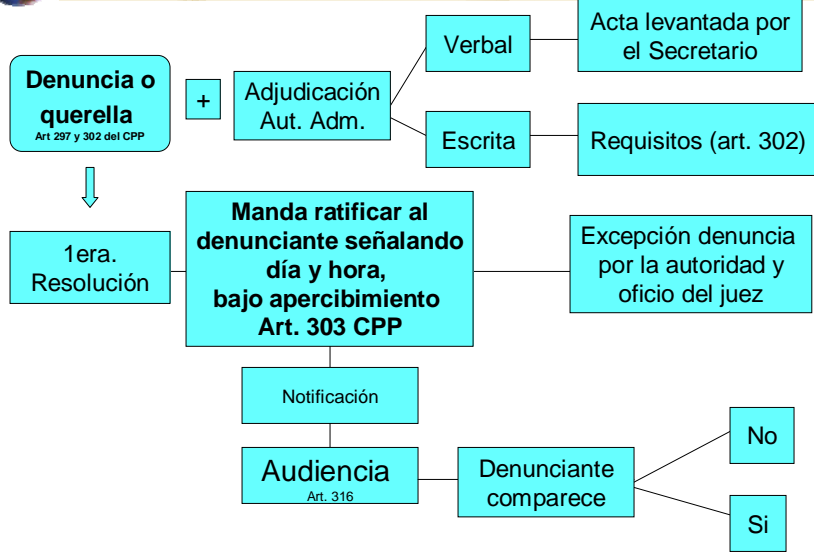 Denuncia o
querella
Art 297 y 302 del CPP
+
Adjudicación
Aut. Adm.
Verbal
Acta levantada por
el Secretario
Escrita
Requisitos (art. 302)
1era.
Resolución
Manda ratificar al
denunciante señalando
día y hora,
bajo apercibimiento
Art. 303 CPP
Excepción denuncia
por la autoridad y
oficio del juez
Notificación
Audiencia
Art. 316
Denunciante
comparece
No
Si